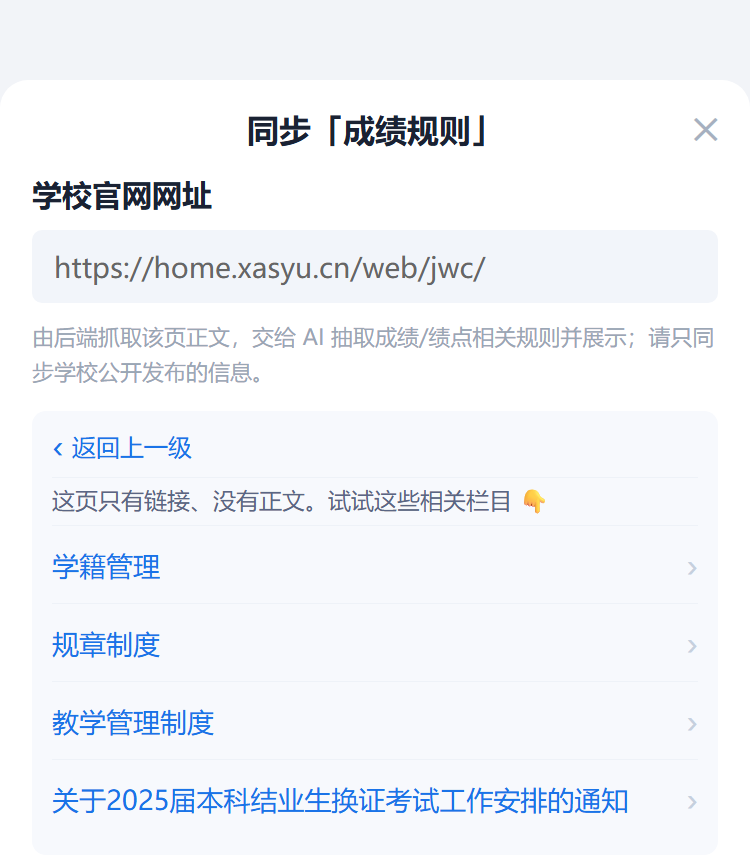 同步「成绩规则」
学校官网网址
https://home.xasyu.cn/web/jwc/
由后端抓取该页正文，交给 AI 抽取成绩/绩点相关规则并展示；请只同
步学校公开发布的信息。
‹ 返回上一级
这页只有链接、没有正文。试试这些相关栏目 👇
学籍管理
规章制度
教学管理制度
关于2025届本科结业生换证考试工作安排的通知